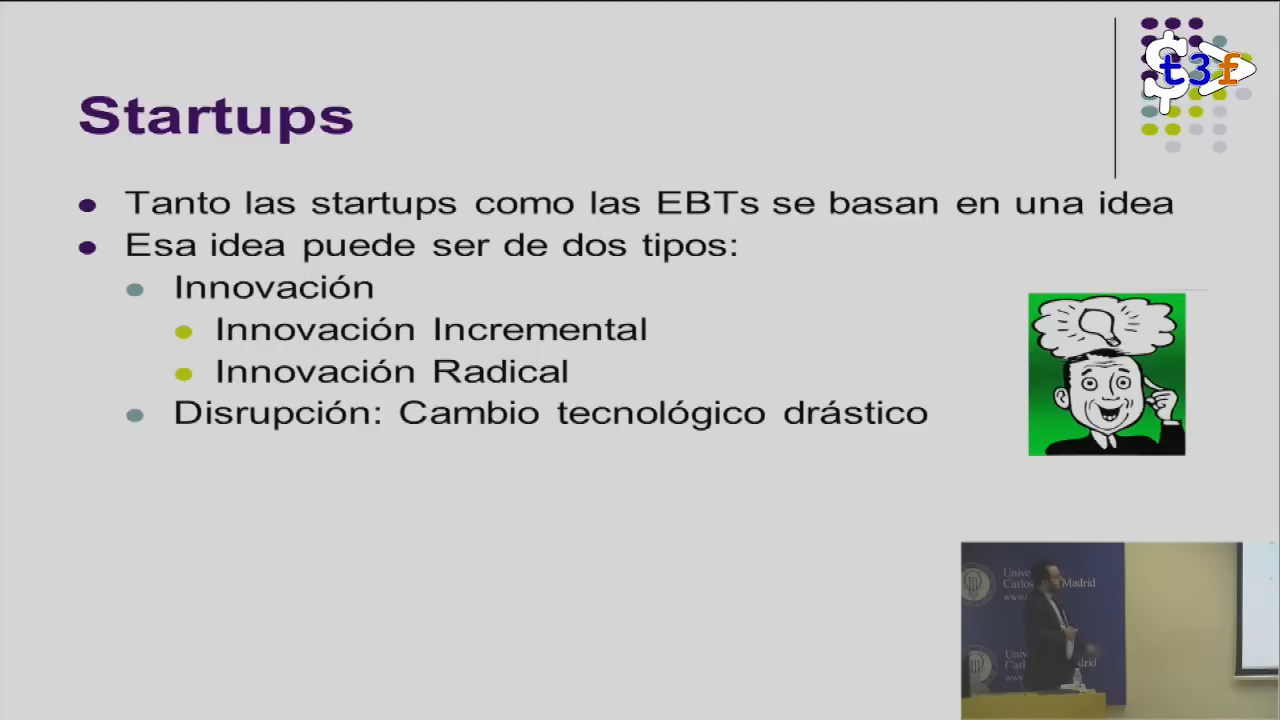 t3f
Startups
Tanto las startups como las EBTs se basan en una idea
Esa idea puede ser de dos tipos:
Innovación
Innovación Incremental
Innovación Radical
Disrupción: Cambio tecnológico drástico
Madrid